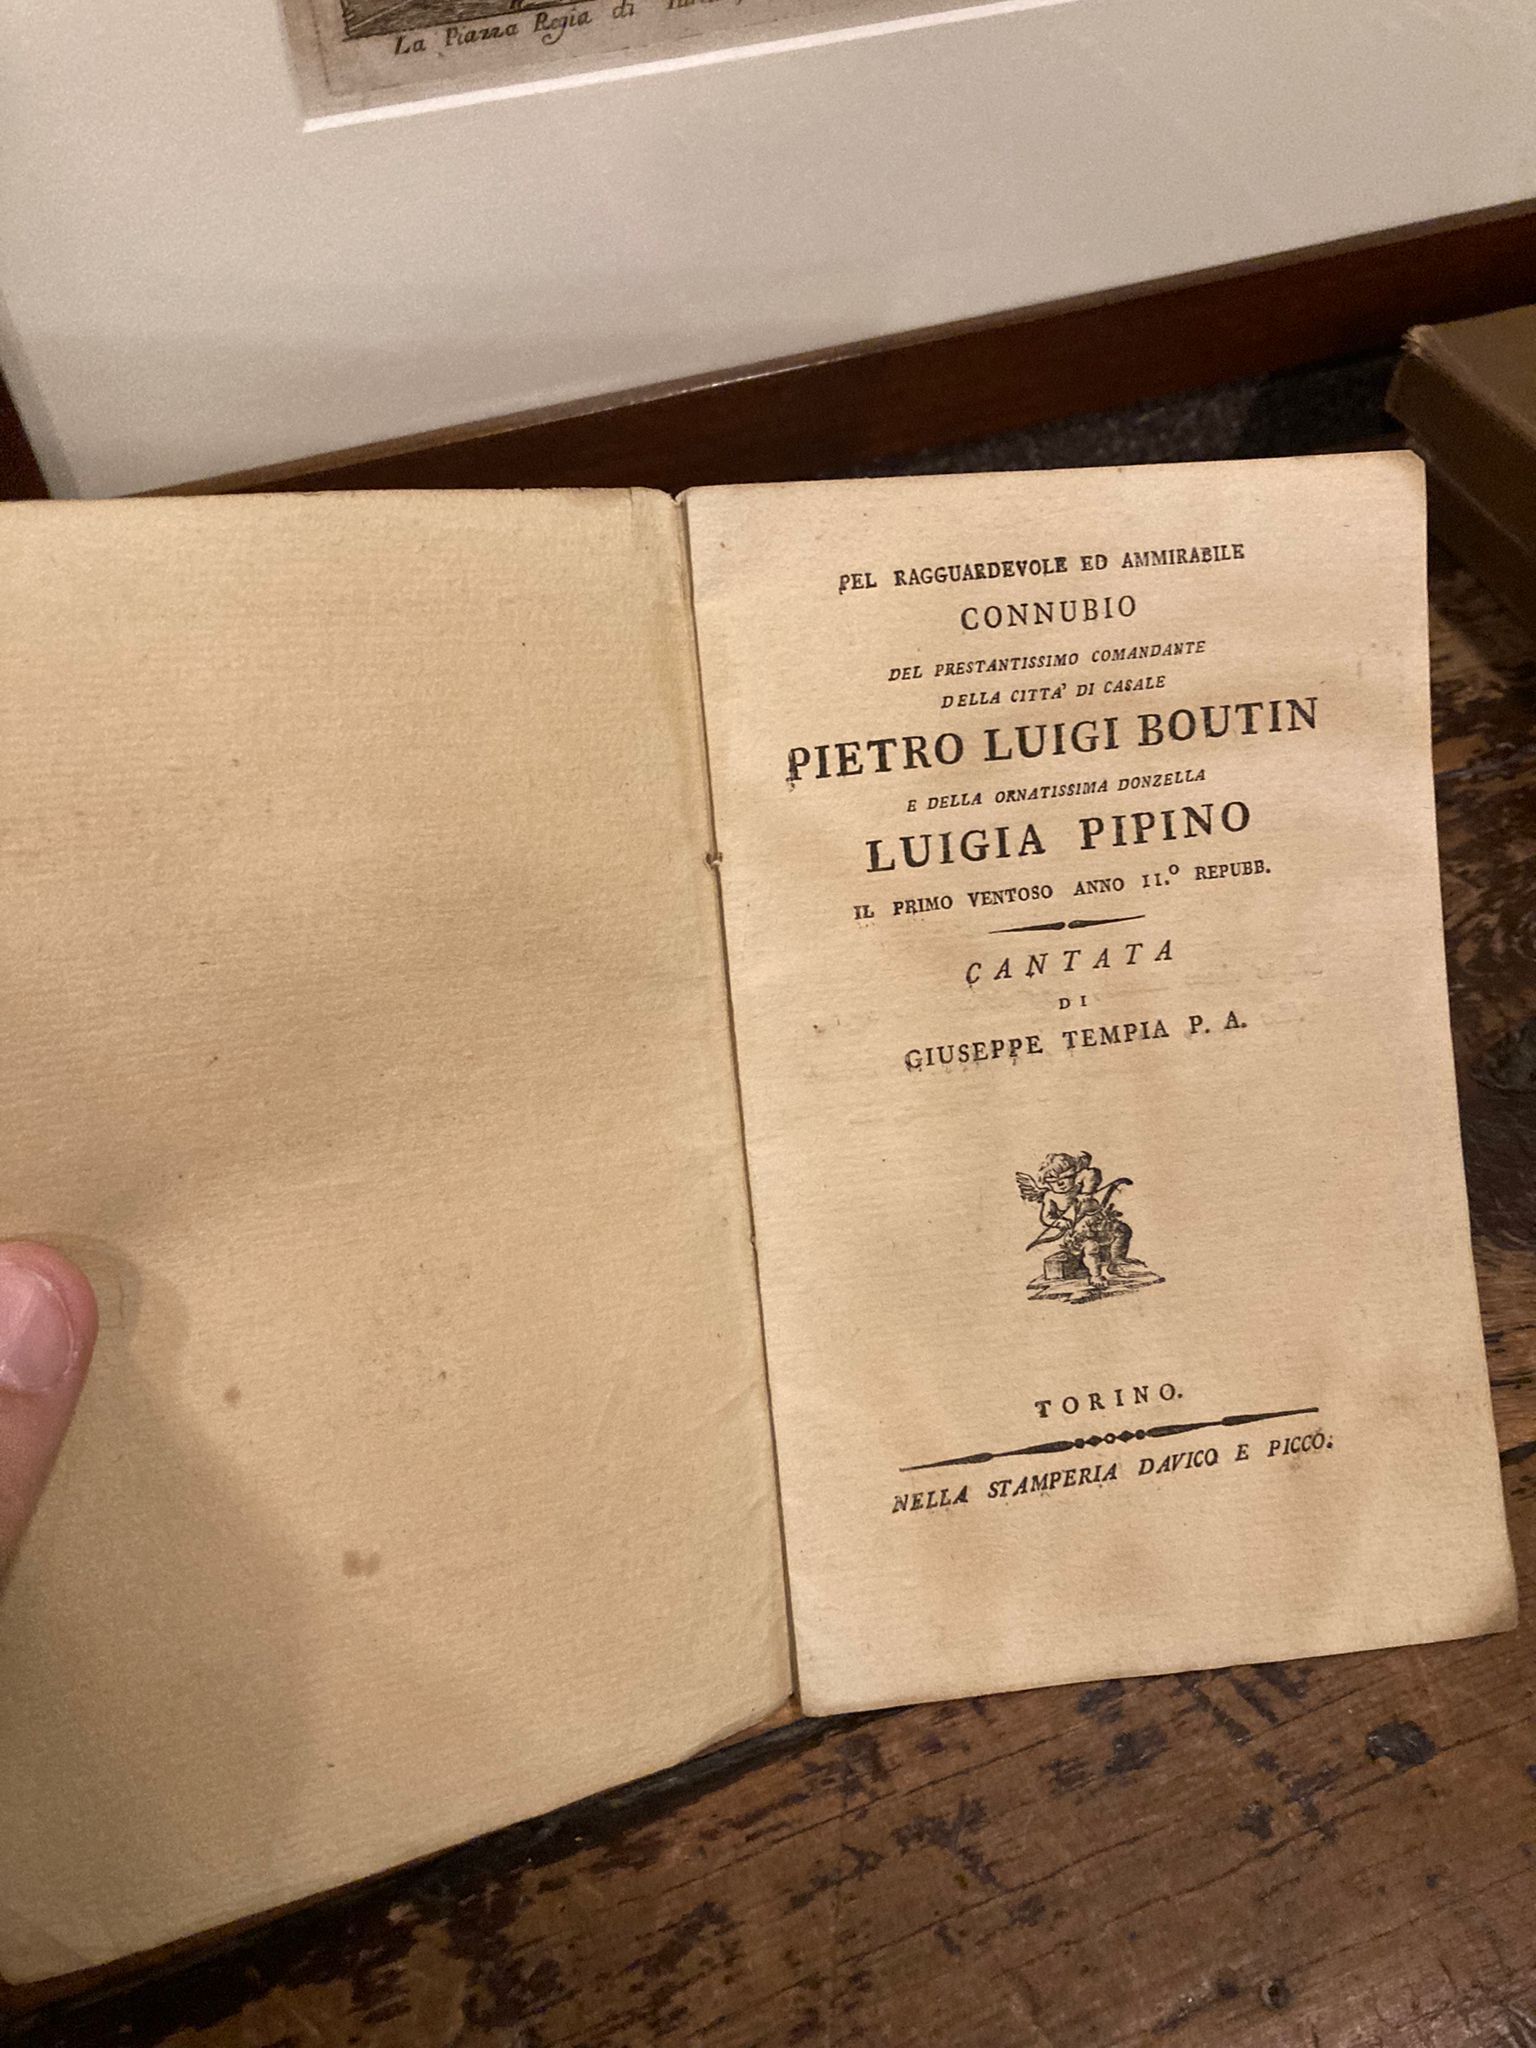 La Piazza Regia di
PEL RAGGUARDEVOLE ED AMMIRABILE
CONNUBIO
DEL PRESTANTISSIMO COMANDANTE
DELLA CITTA' DI CASALE
PIETRO LUIGI BOUTIN
E DELLA ORNATISSIMA DONZELLA
LUIGIA PIPINO
IL PRIMO VENTOSO ANNO II.º REPUBB.
CANTATA
DI
GIUSEPPE TEMPIA P. A.
TORINO.
NELLA STAMPERIA DAVICO E PICCO.